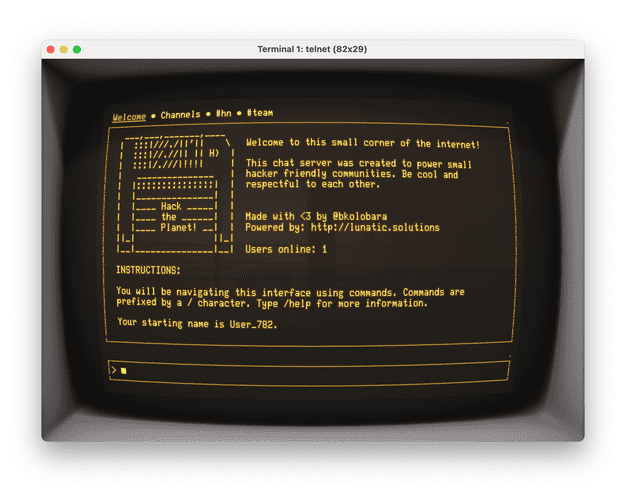 Terminal 1: telnet (82x29)
Welcome • Channels • #hn • #team
Welcome to this small corner of the internet!
This chat server was created to power small
hacker friendly communities. Be cool and
respectful to each other.
Hack
the
Planet!
Made with <3 by @bkolobara
Powered by: http://lunatic.solutions
Users online: 1
INSTRUCTIONS:
You will be navigating this interface using commands. Commands are
prefixed by a / character. Type /help for more information.
Your starting name is User_782.
>